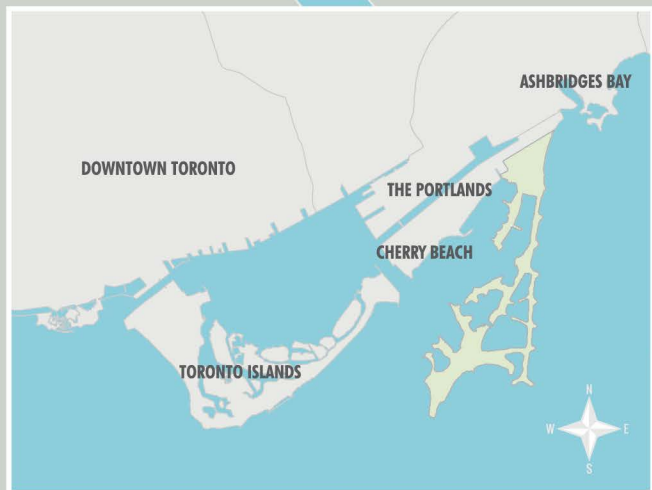 ASHBRIDGES BAY
DOWNTOWN TORONTO
THE PORTLANDS
CHERRY BEACH
TORONTO ISLANDS
N
W E
S